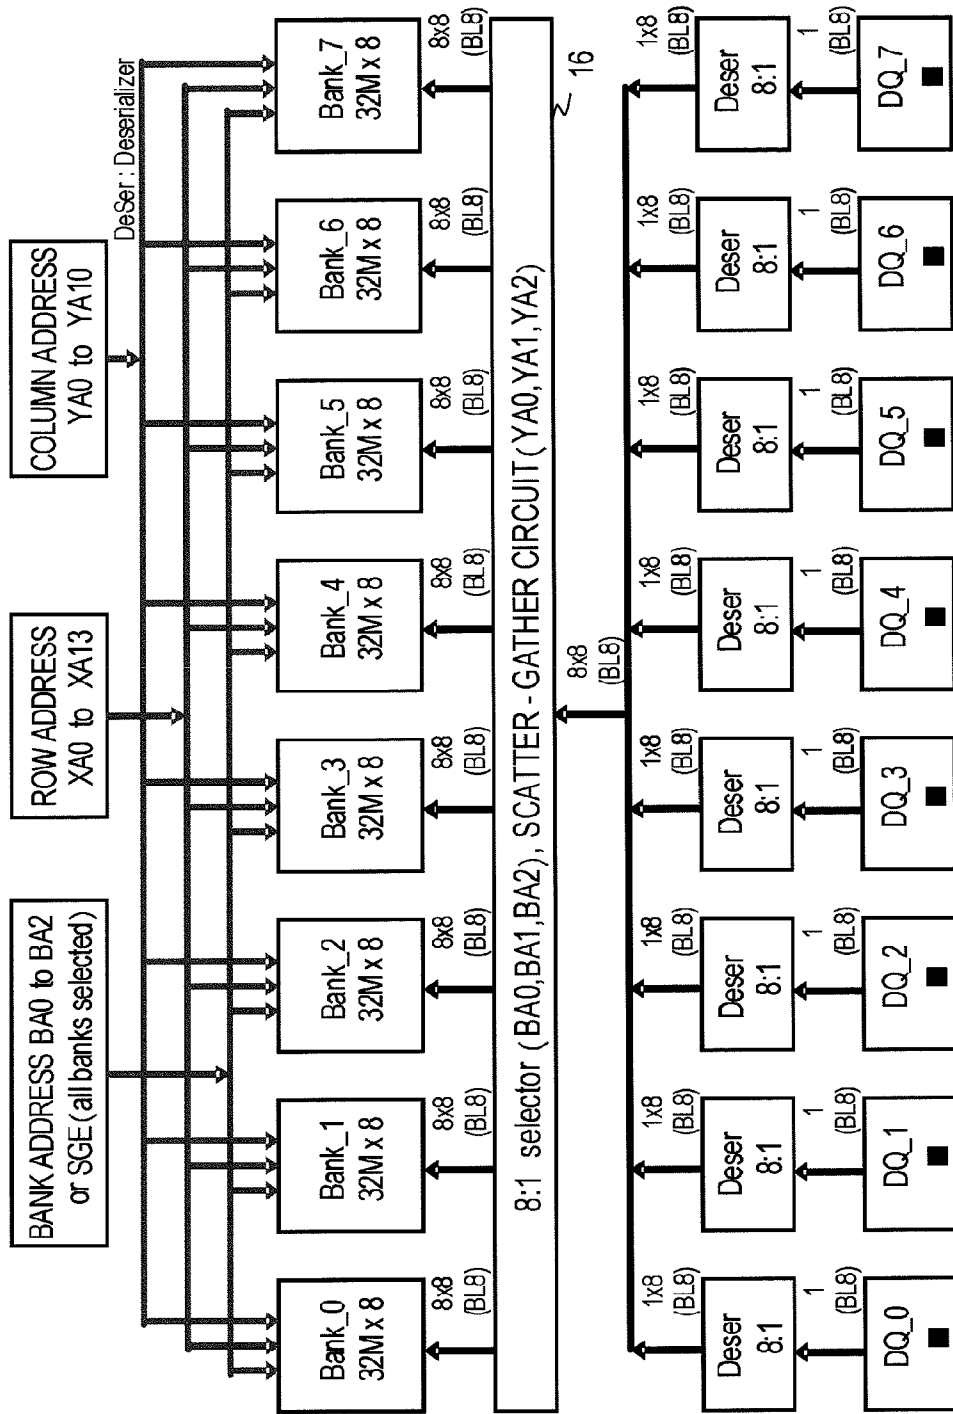 BANK ADDRESS BA0 to BA2
or SGE (all banks selected)
ROW ADDRESS
XA0 to XA13
COLUMN ADDRESS
YA0 to YA10
DeSer : Deserializer
Bank_0
32M x 8
Bank_1
32M x 8
Bank_2
32M x 8
Bank_3
32M x 8
Bank_4
32M x 8
Bank_5
32M x 8
Bank_6
32M x 8
Bank_7
32M x 8
8x8
(BL8)
8x8
(BL8)
8x8
(BL8)
8x8
(BL8)
8x8
(BL8)
8x8
(BL8)
8x8
(BL8)
8x8
(BL8)
8:1 selector (BA0,BA1,BA2), SCATTER - GATHER CIRCUIT (YA0,YA1,YA2)
16
8x8
(BL8)
1x8
(BL8)
1x8
(BL8)
1x8
(BL8)
1x8
(BL8)
1x8
(BL8)
1x8
(BL8)
1x8
(BL8)
1x8
(BL8)
Deser
8:1
Deser
8:1
Deser
8:1
Deser
8:1
Deser
8:1
Deser
8:1
Deser
8:1
Deser
8:1
1
(BL8)
1
(BL8)
1
(BL8)
1
(BL8)
1
(BL8)
1
(BL8)
1
(BL8)
1
(BL8)
DQ_0
DQ_1
DQ_2
DQ_3
DQ_4
DQ_5
DQ_6
DQ_7